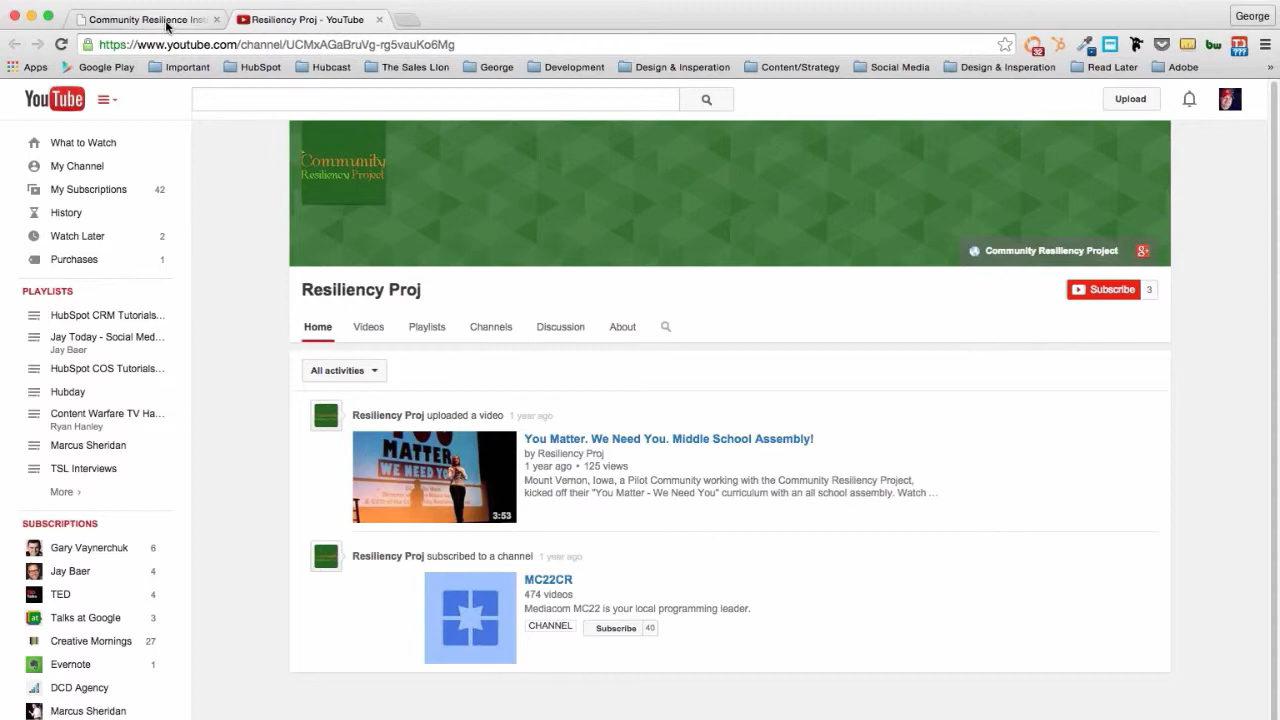 Community Resilience Ins
Resiliency Proj - YouTube
George
https://www.youtube.com/channel/UCMxAGaBruVg-rg5vauKo6Mg
32
bw
???
Apps
Google Play
Important
HubSpot
Hubcast
The Sales Lion
George
Development
Design & Insperation
Content/Strategy
Social Media
Design & Insperation
Read Later
Adobe
»
YouTube
Upload
What to Watch
My Channel
My Subscriptions 42
History
Watch Later 2
Purchases 1
PLAYLISTS
HubSpot CRM Tutorials...
Jay Today - Social Med...
Jay Baer
HubSpot COS Tutorials...
Hubday
Content Warfare TV Ha...
Ryan Hanley
Marcus Sheridan
TSL Interviews
More ›
SUBSCRIPTIONS
Gary Vaynerchuk 6
Jay Baer 4
TED 4
Talks at Google 3
Creative Mornings 27
Evernote 1
DCD Agency
Marcus Sheridan
Community
Resiliency Project
Community Resiliency Project
g+
Resiliency Proj
Subscribe 3
Home Videos Playlists Channels Discussion About
All activities
Resiliency Proj uploaded a video 1 year ago
MATTER
WE NEED YOU
3:53
You Matter. We Need You. Middle School Assembly!
by Resiliency Proj
1 year ago • 125 views
Mount Vernon, Iowa, a Pilot Community working with the Community Resiliency Project,
kicked off their "You Matter - We Need You" curriculum with an all school assembly. Watch ...
Resiliency Proj subscribed to a channel 1 year ago
MC22CR
474 videos
Mediacom MC22 is your local programming leader.
CHANNEL
Subscribe 40